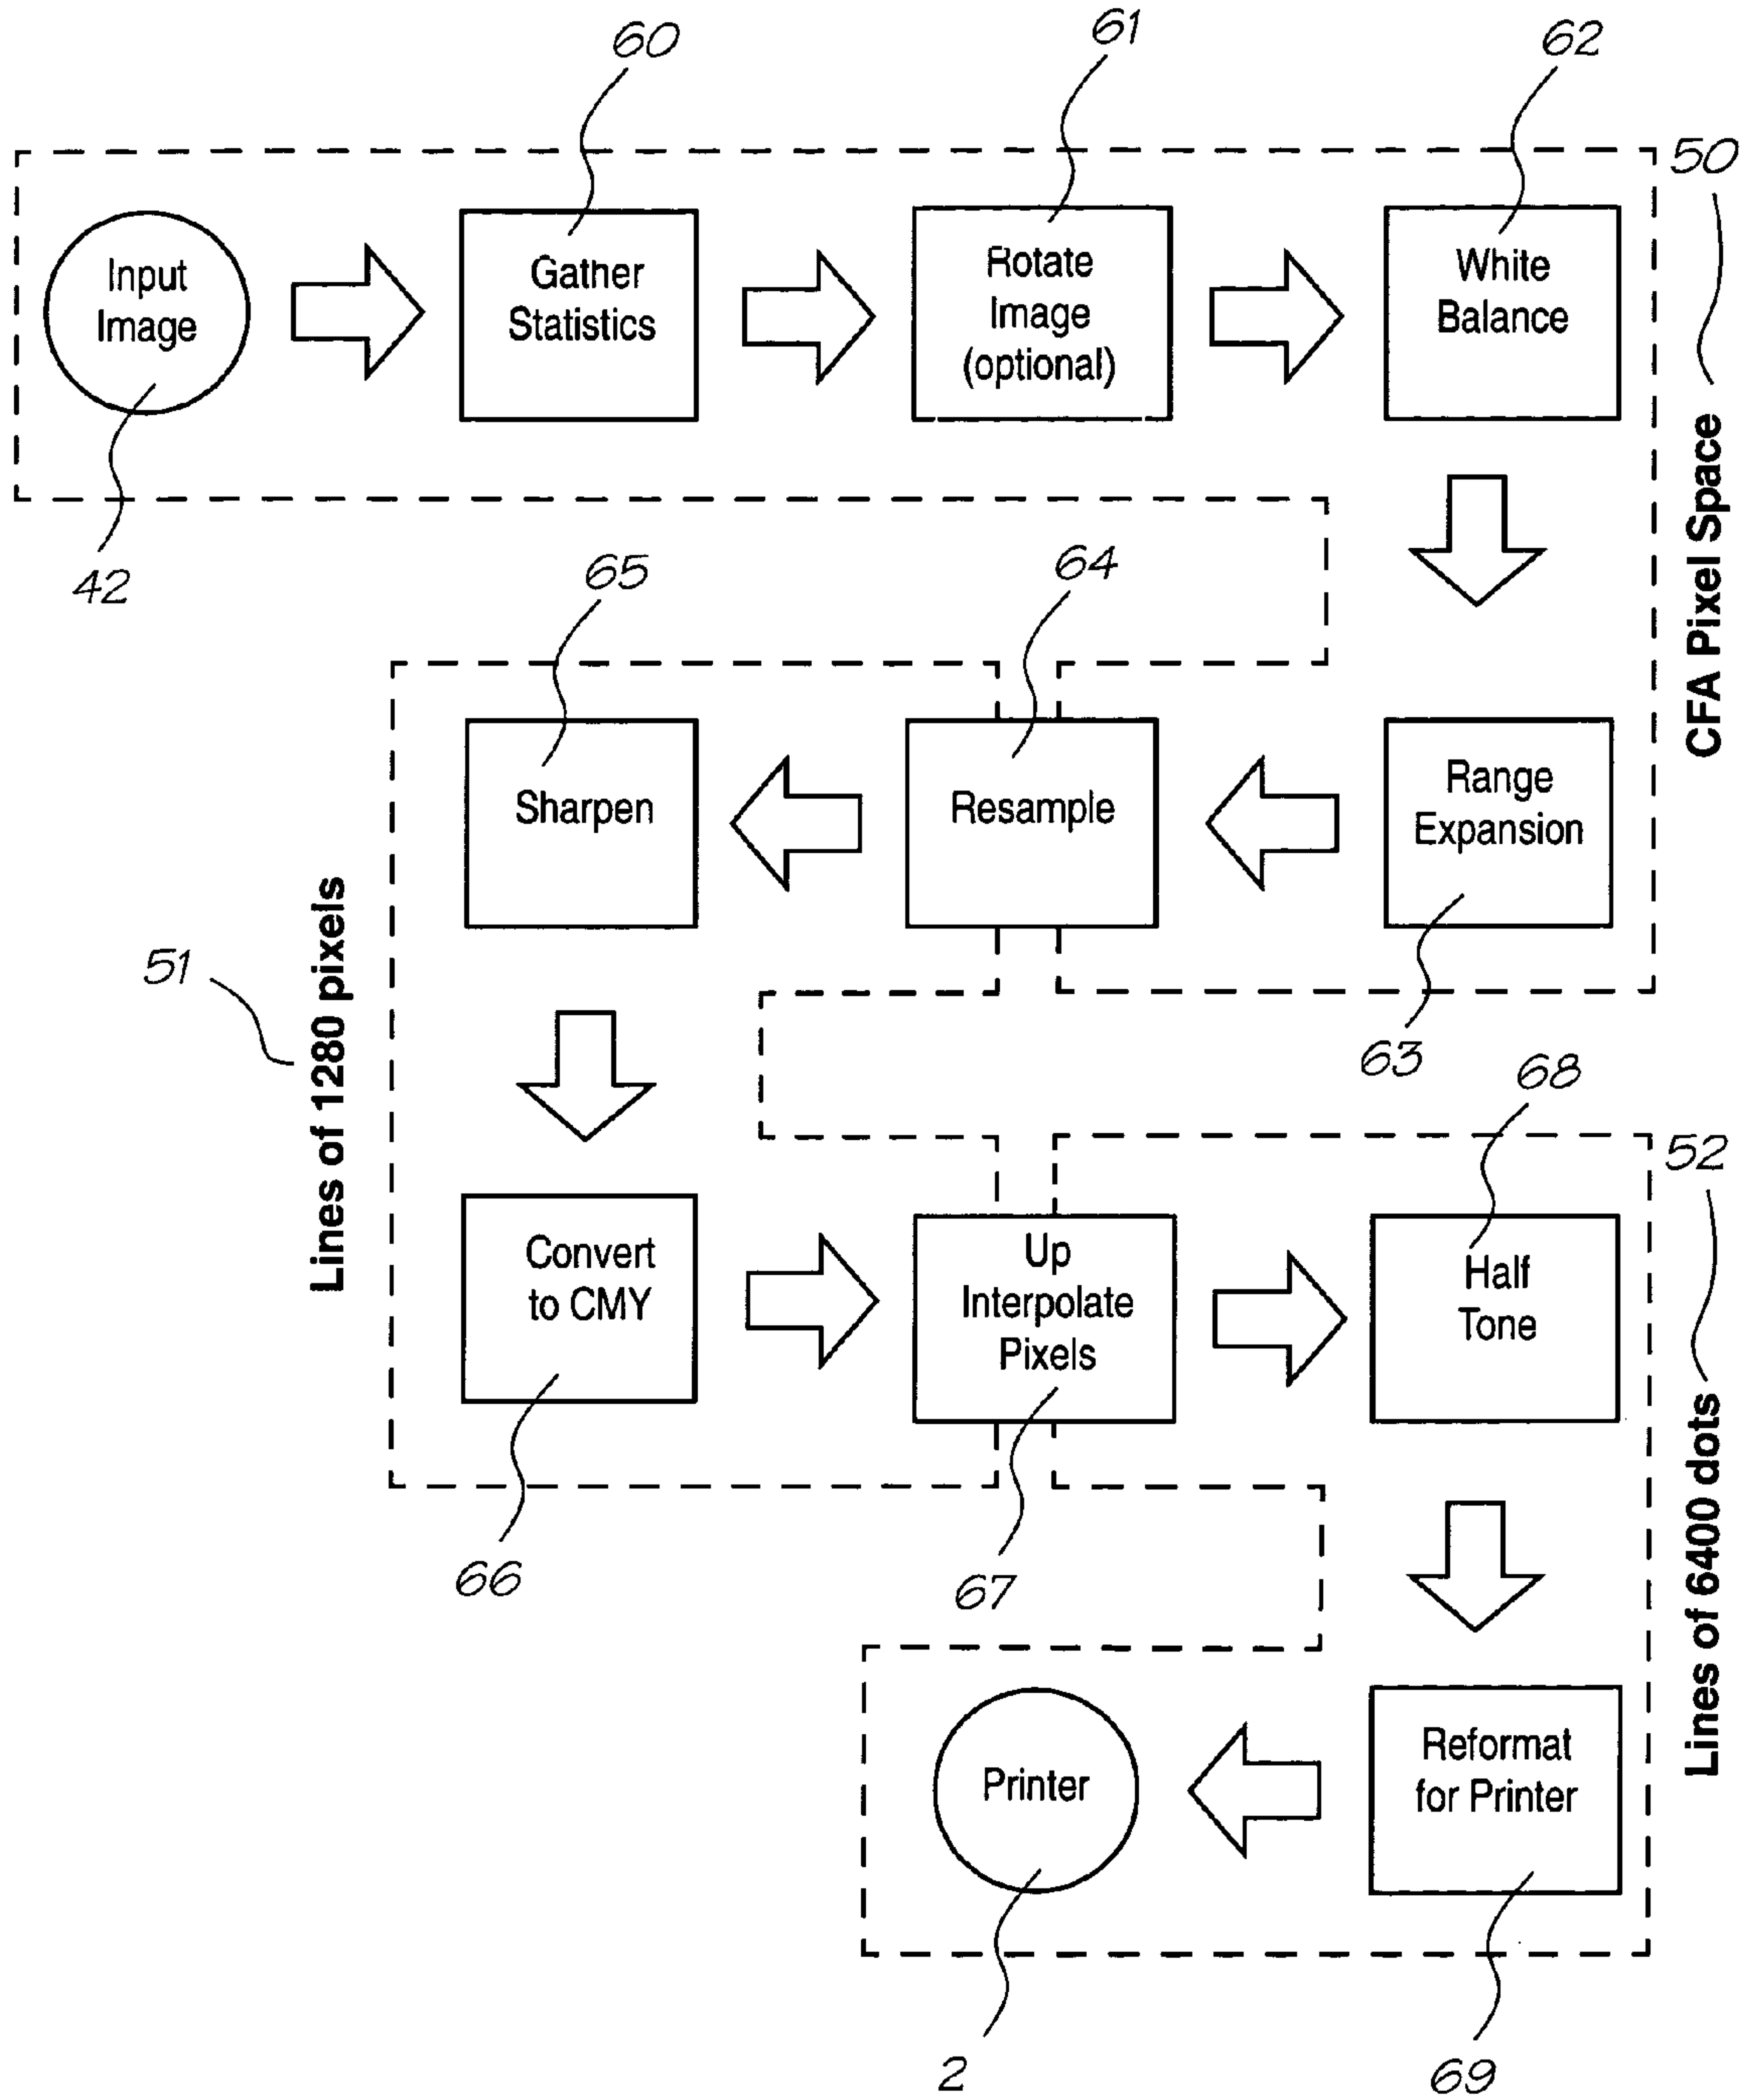 60
61
62
50
Input
Image
Gather
Statistics
Rotate
Image
(optional)
White
Balance
CFA Pixel Space
42
65
64
Sharpen
Resample
Range
Expansion
51
Lines of 1280 pixels
63
68
52
Convert
to CMY
Up
Interpolate
Pixels
Half
Tone
66
67
Lines of 6400 dots
Printer
Reformat
for Printer
2
69